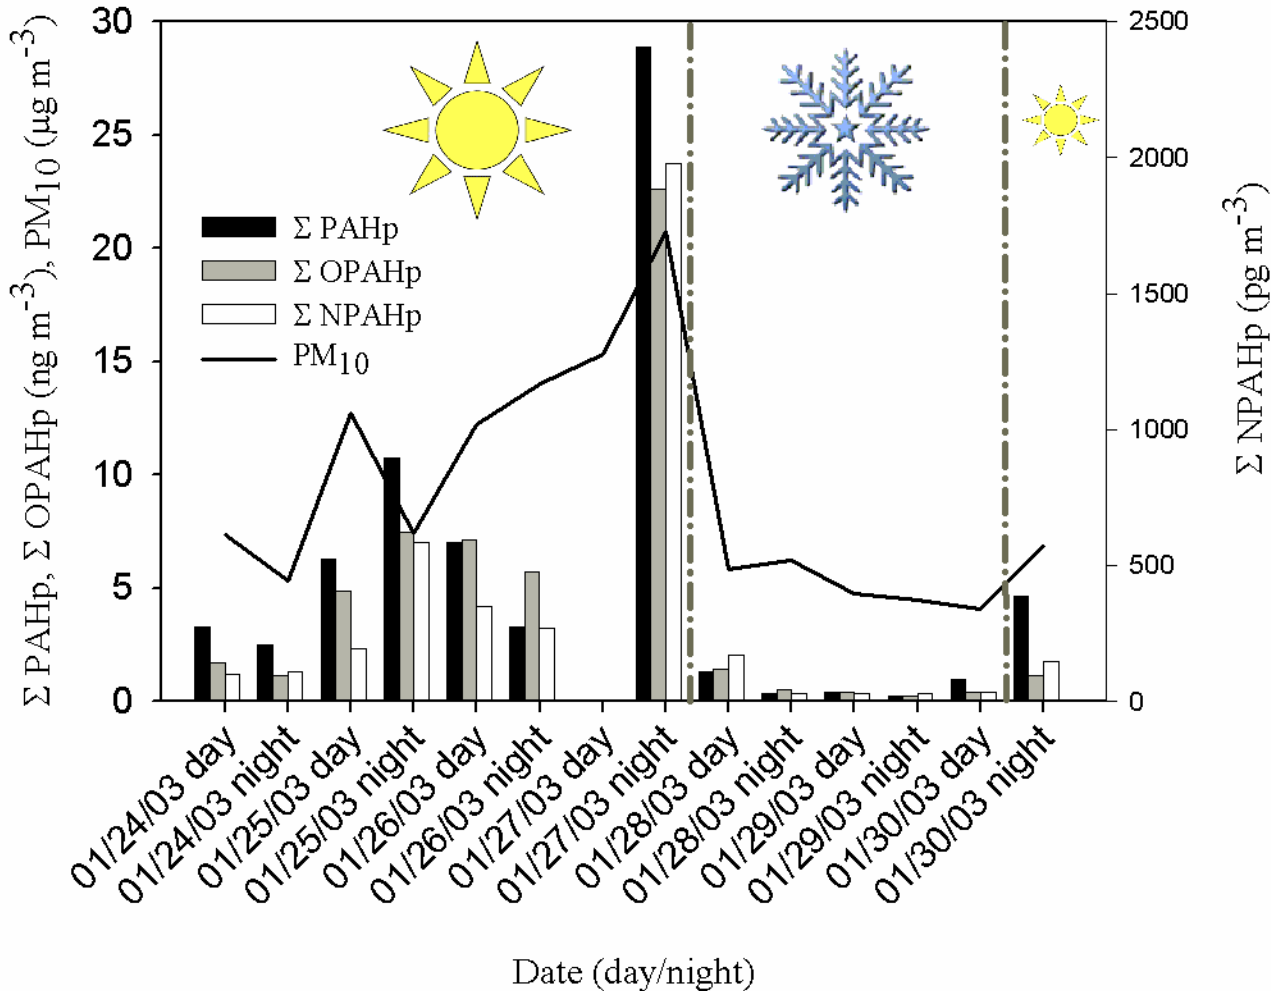 Σ PAHp, Σ OPAHp (ng m-3), PM10 (μg m-3)
30
25
20
15
10
5
0
Σ PAHp
Σ OPAHp
Σ NPAHp
PM10
2500
2000
1500
1000
500
0
Σ NPAHp (pg m-3)
01/24/03 day
01/24/03 night
01/25/03 day
01/25/03 night
01/26/03 day
01/26/03 night
01/27/03 day
01/27/03 night
01/28/03 day
01/28/03 night
01/29/03 day
01/29/03 night
01/30/03 day
01/30/03 night
Date (day/night)